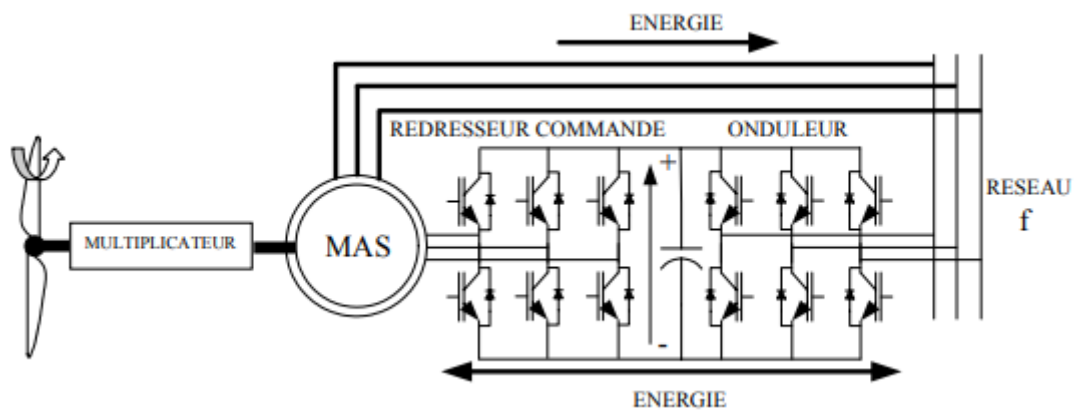 ENERGIE
REDRESSEUR COMMANDE
ONDULEUR
+
RESEAU
f
MULTIPLICATEUR
MAS
-
ENERGIE